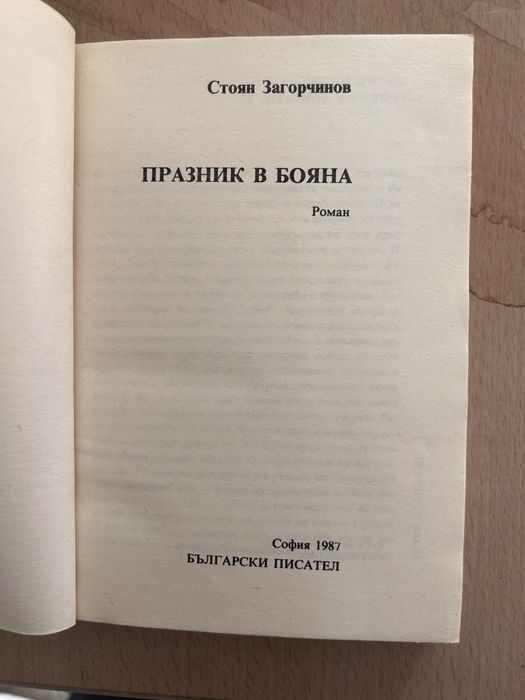 Стоян Загорчинов
ПРАЗНИК В БОЯНА
Роман
София 1987
БЪЛГАРСКИ ПИСАТЕЛ